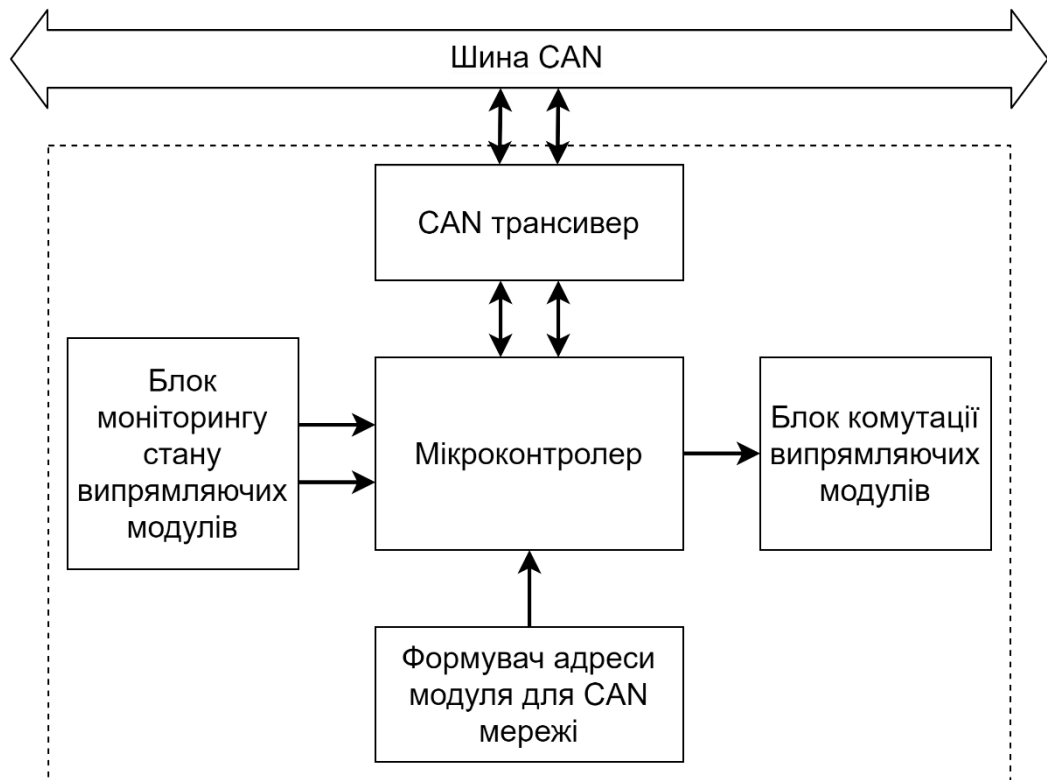 Шина CAN
CAN трансивер
Блок
моніторингу
стану
випрямляючих
модулів
Мікроконтролер
Блок комутації
випрямляючих
модулів
Формувач адреси
модуля для CAN
мережі